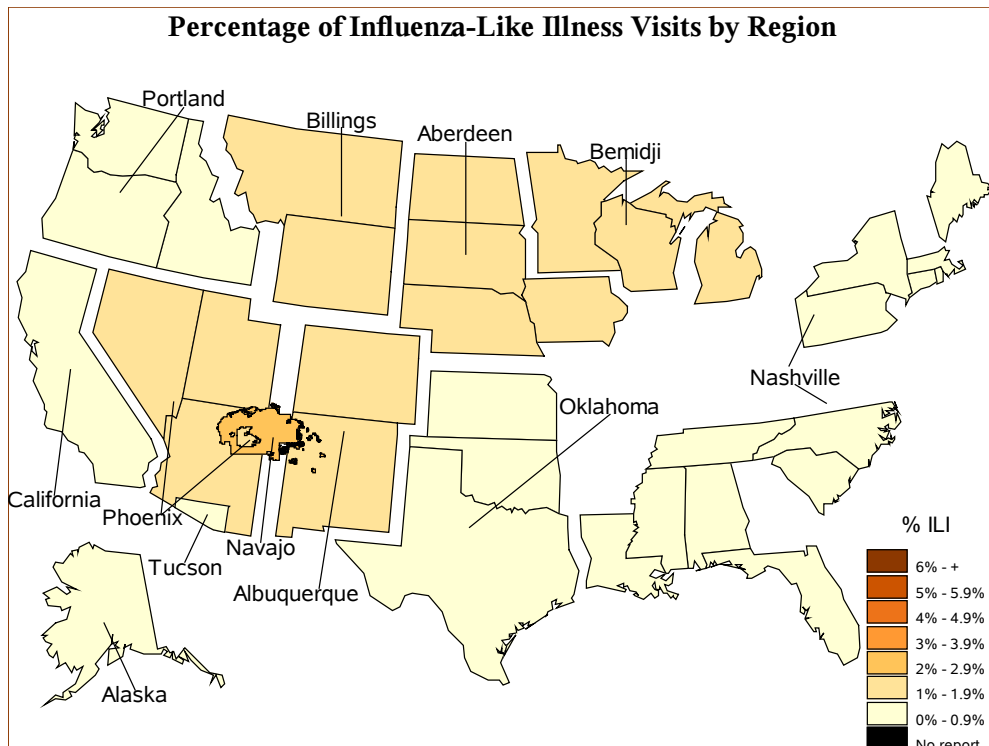 Percentage of Influenza-Like Illness Visits by Region
Portland
Billings
Aberdeen
Bemidji
Nashville
Oklahoma
California
Phoenix
Navajo
Tucson
Albuquerque
Alaska
% ILI
6% - +
5% - 5.9%
4% - 4.9%
3% - 3.9%
2% - 2.9%
1% - 1.9%
0% - 0.9%
No report